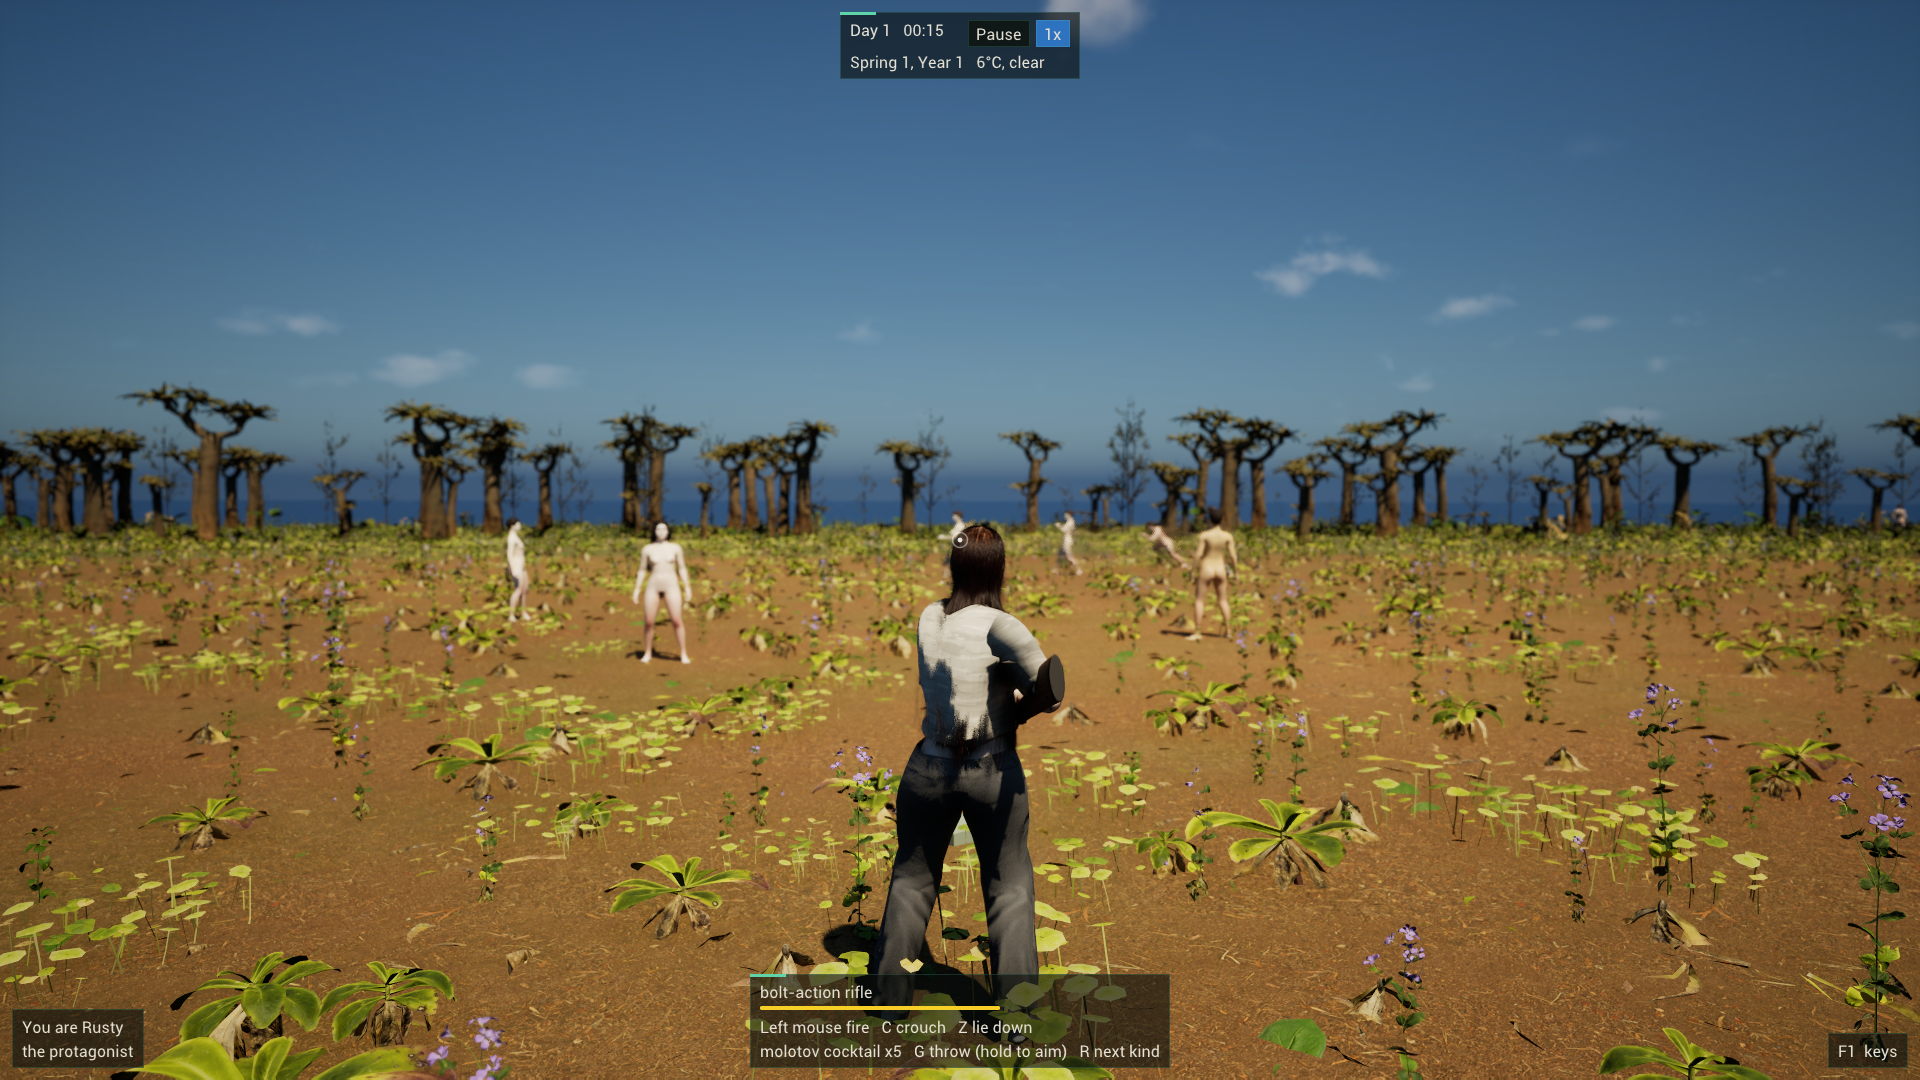 Day 1 00:15 Pause 1x
Spring 1, Year 1 6°C, clear
bolt-action rifle
Left mouse fire C crouch Z lie down
molotov cocktail x5 G throw (hold to aim) R next kind
You are Rusty
the protagonist
F1 keys